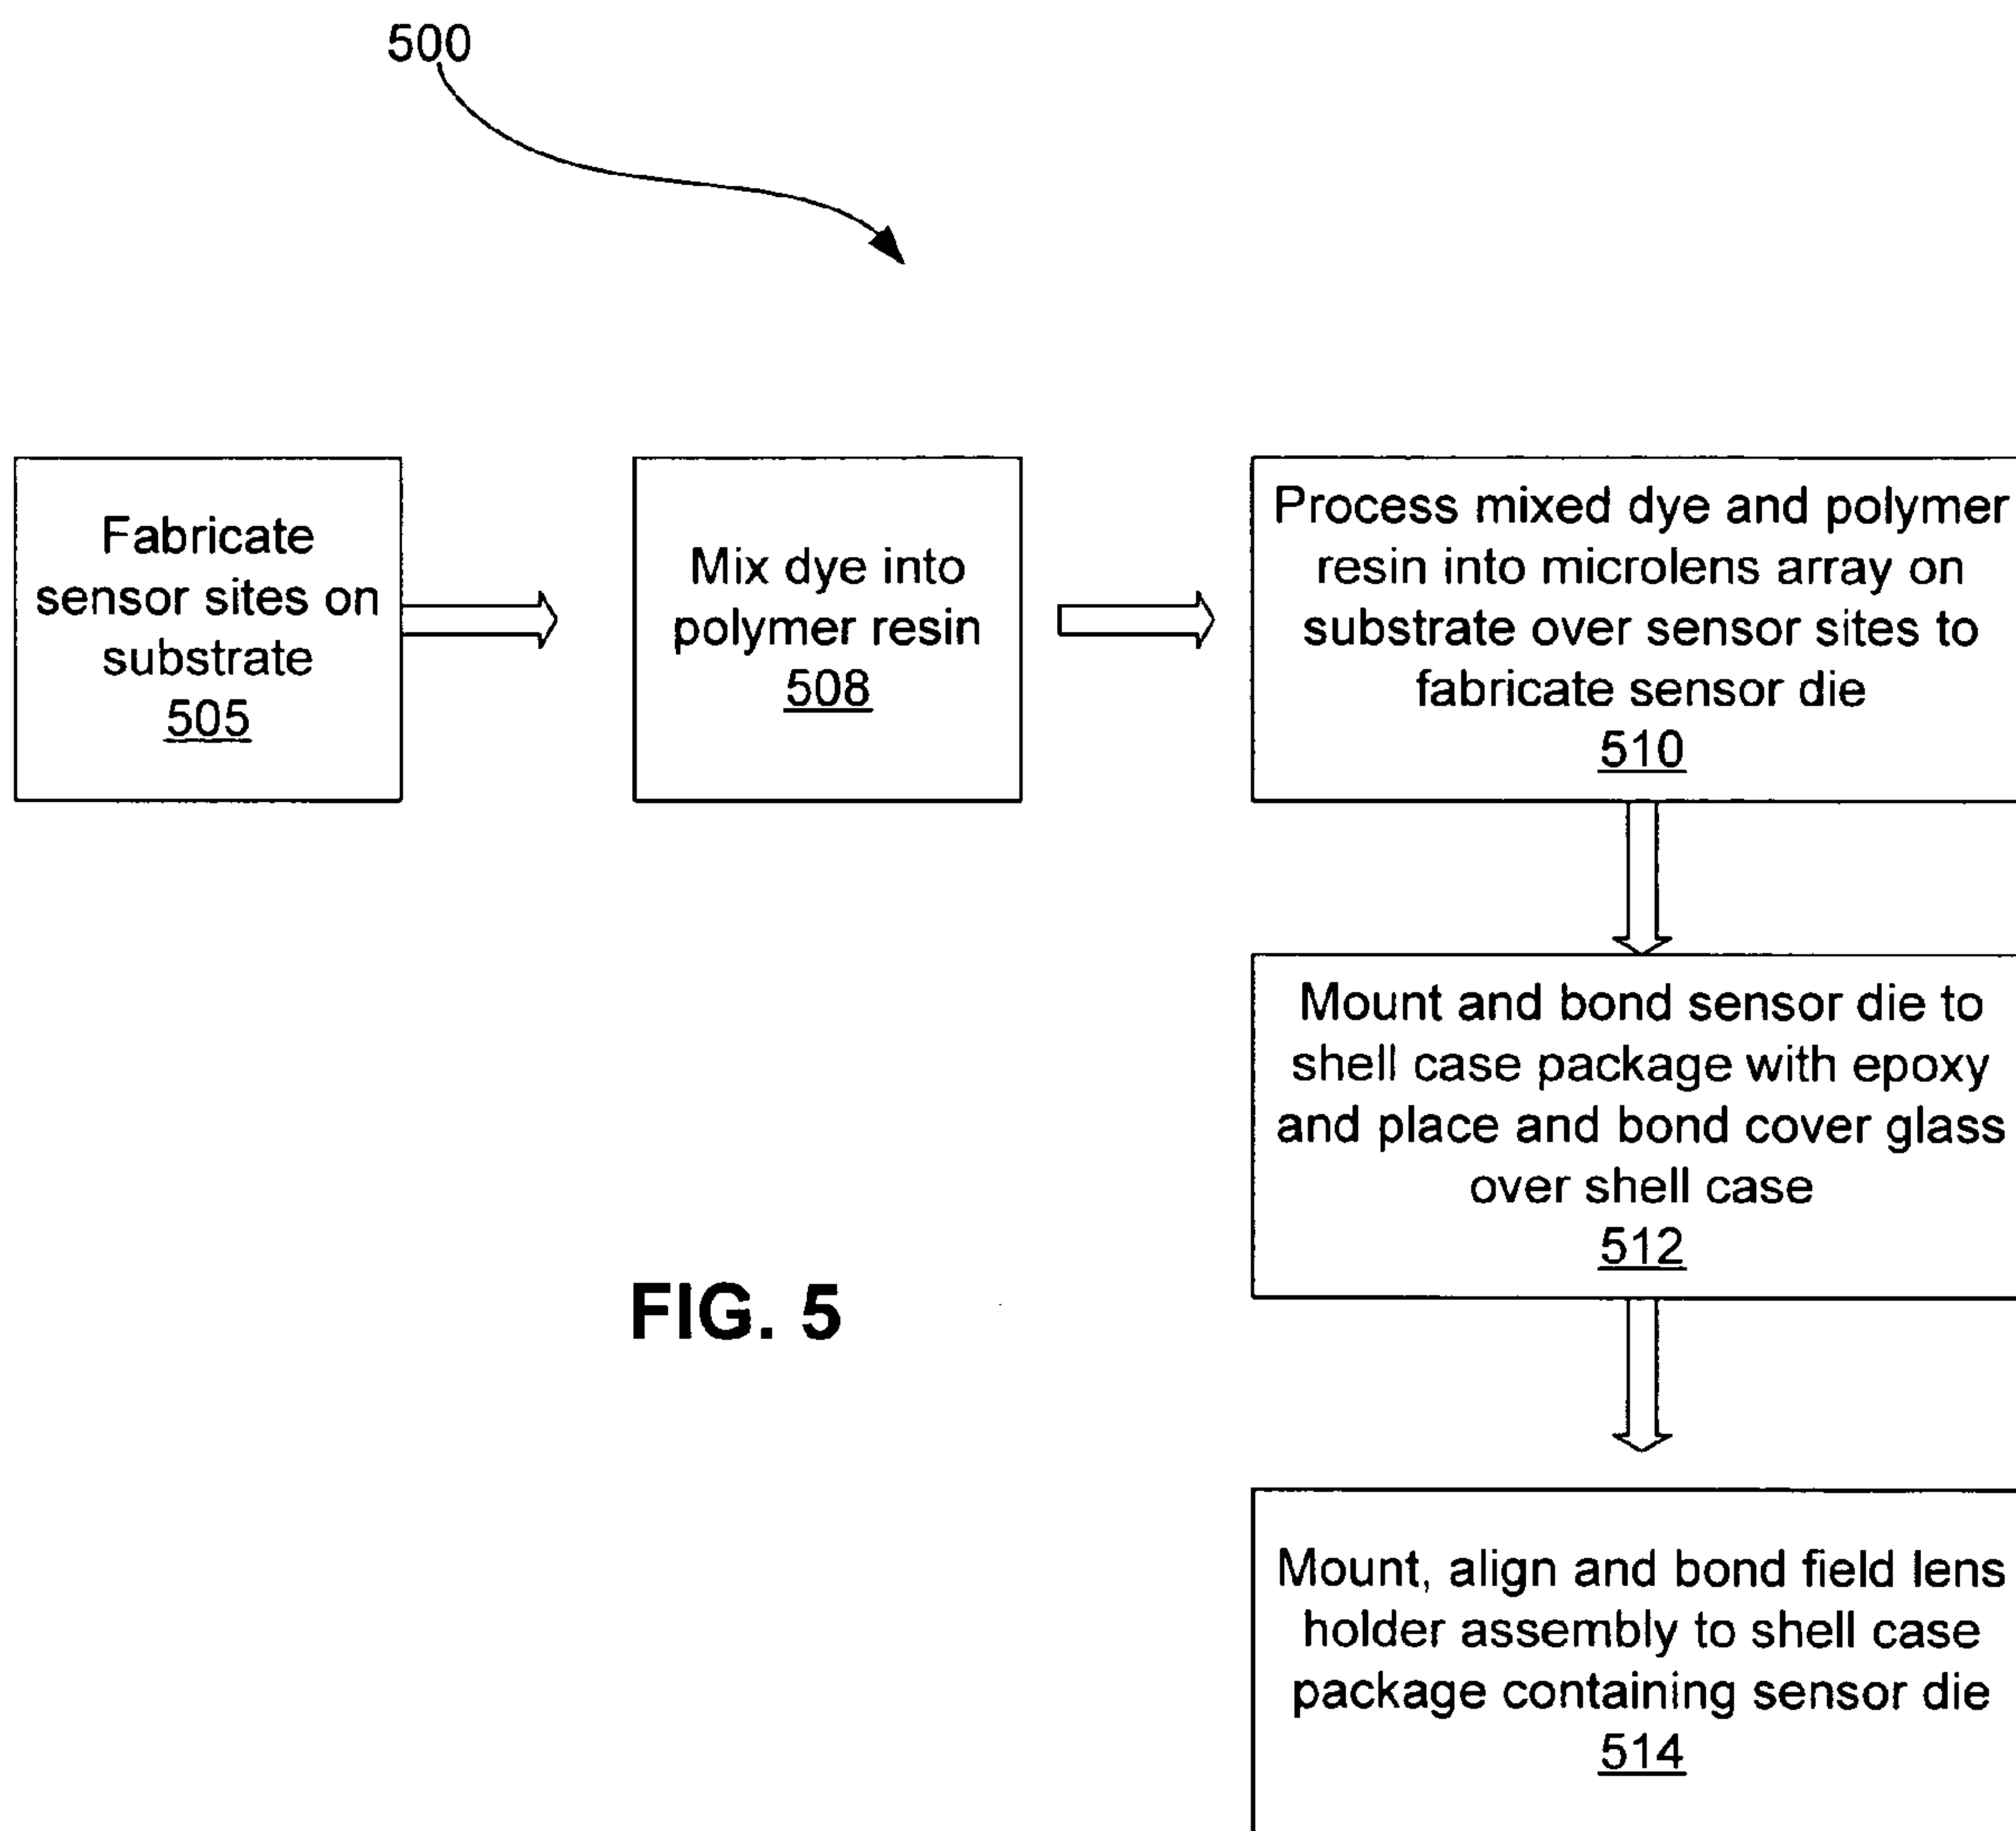 500
Fabricate
sensor sites on
substrate
505
Mix dye into
polymer resin
508
Process mixed dye and polymer
resin into microlens array on
substrate over sensor sites to
fabricate sensor die
510
Mount and bond sensor die to
shell case package with epoxy
and place and bond cover glass
over shell case
512
FIG. 5
Mount, align and bond field lens
holder assembly to shell case
package containing sensor die
514